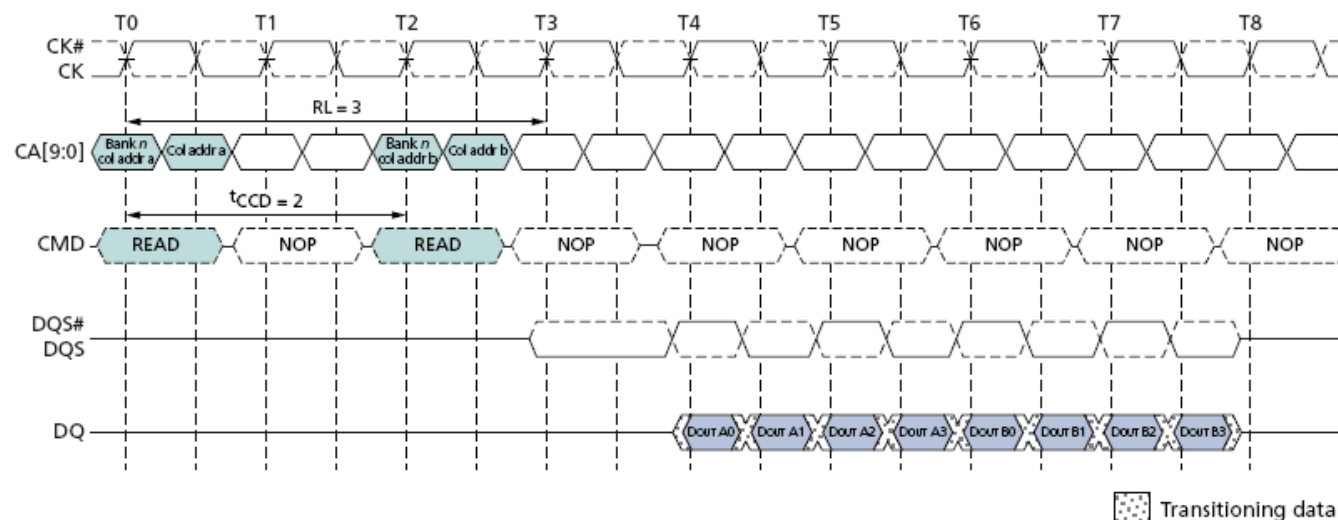 T0 T1 T2 T3 T4 T5 T6 T7 T8
CK#
CK
RL = 3
CA[9:0] Bank n col addr a Col addr a Bank n col addr b Col addr b
tCCD = 2
CMD READ NOP READ NOP NOP NOP NOP NOP NOP
DQS#
DQS
DQ DOUT A0 DOUT A1 DOUT A2 DOUT A3 DOUT B0 DOUT B1 DOUT B2 DOUT B3
Transitioning data